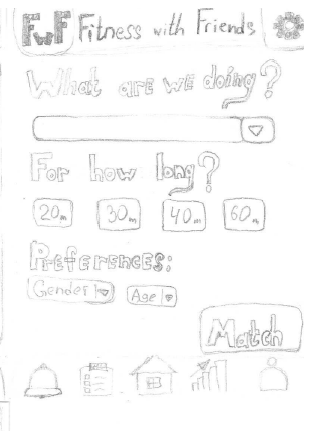 FwF Fitness with Friends
What are we doing?
For how long?
20m 30m 40m 60m
Preferences:
Gender Age
Match